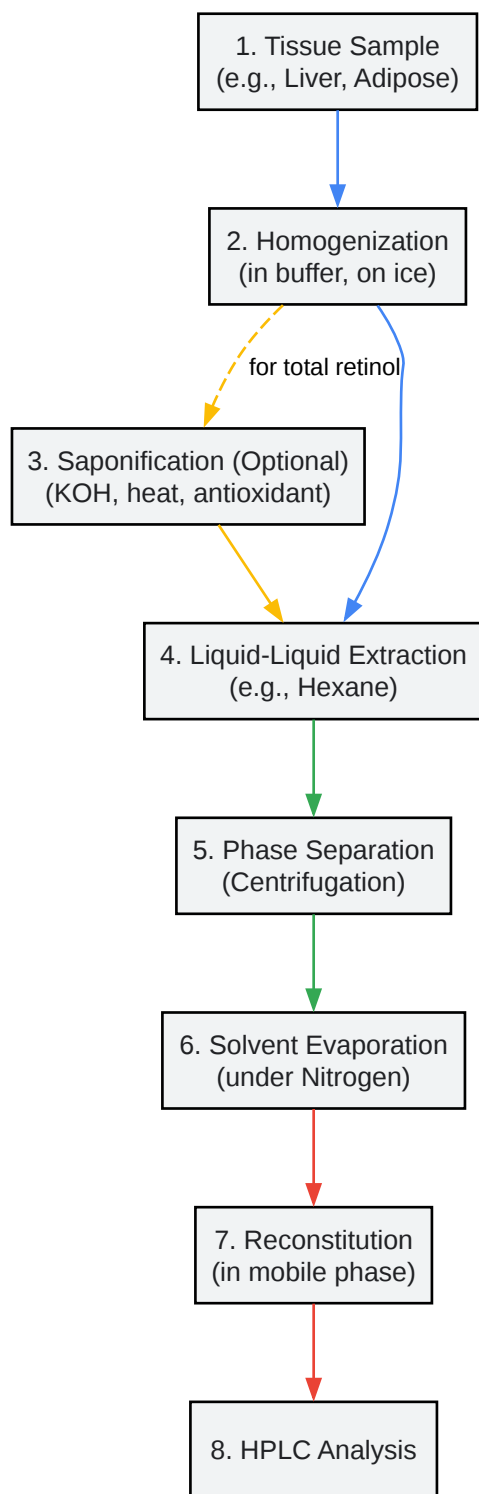 1. Tissue Sample
(e.g., Liver, Adipose)
2. Homogenization
(in buffer, on ice)
for total retinol
3. Saponification (Optional)
(KOH, heat, antioxidant)
4. Liquid-Liquid Extraction
(e.g., Hexane)
5. Phase Separation
(Centrifugation)
6. Solvent Evaporation
(under Nitrogen)
7. Reconstitution
(in mobile phase)
8. HPLC Analysis